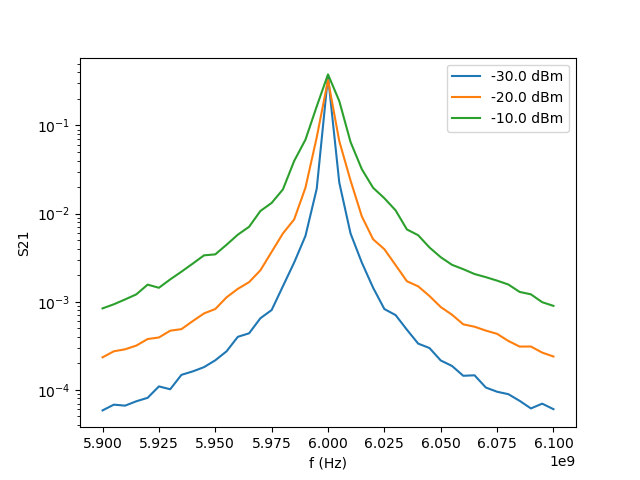 -30.0 dBm
-20.0 dBm
-10.0 dBm
S21
10⁻¹
10⁻²
10⁻³
10⁻⁴
5.900 5.925 5.950 5.975 6.000 6.025 6.050 6.075 6.100
f (Hz)
1e9